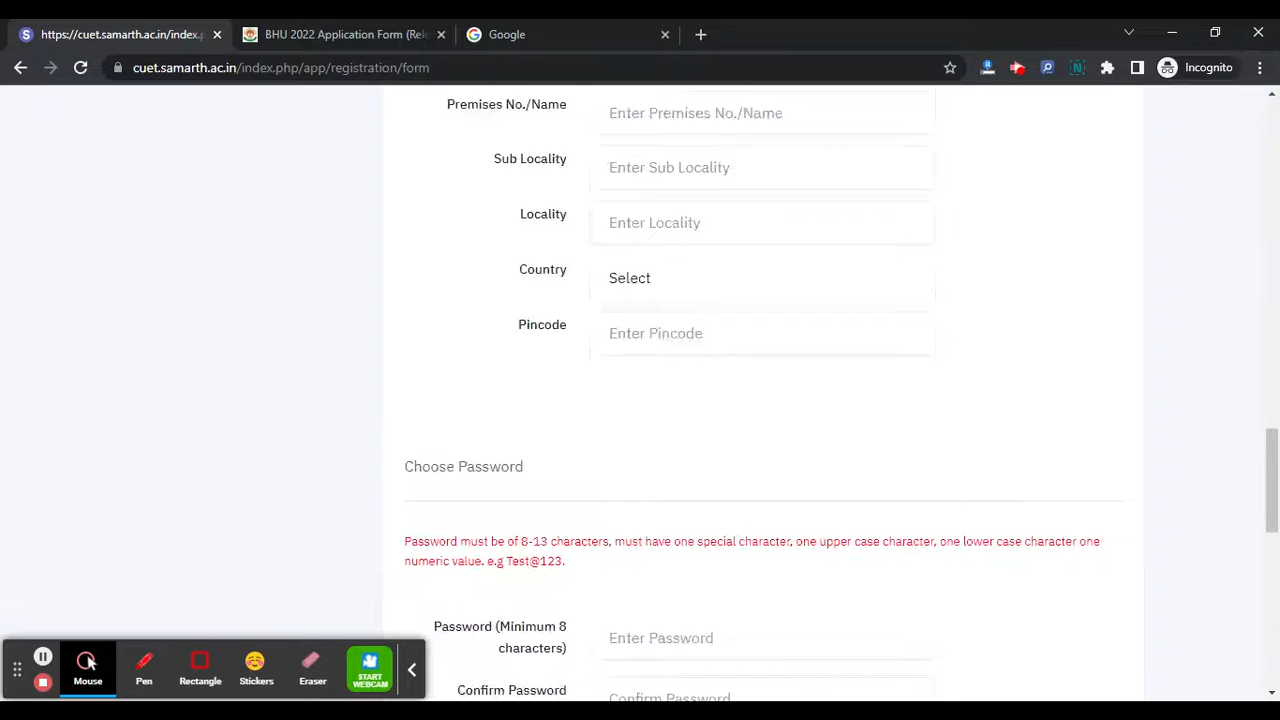 https://cuet.samarth.ac.in/index.p
BHU 2022 Application Form (Rel
Google
cuet.samarth.ac.in/index.php/app/registration/form
Incognito
Premises No./Name
Enter Premises No./Name
Sub Locality
Enter Sub Locality
Locality
Enter Locality
Country
Select
Pincode
Enter Pincode
Choose Password
Password must be of 8-13 characters, must have one special character, one upper case character, one lower case character one
numeric value. e.g Test@123.
Password (Minimum 8
characters)
Enter Password
Confirm Password
Confirm Password
Mouse
Pen
Rectangle
Stickers
Eraser
START
WEBCAM